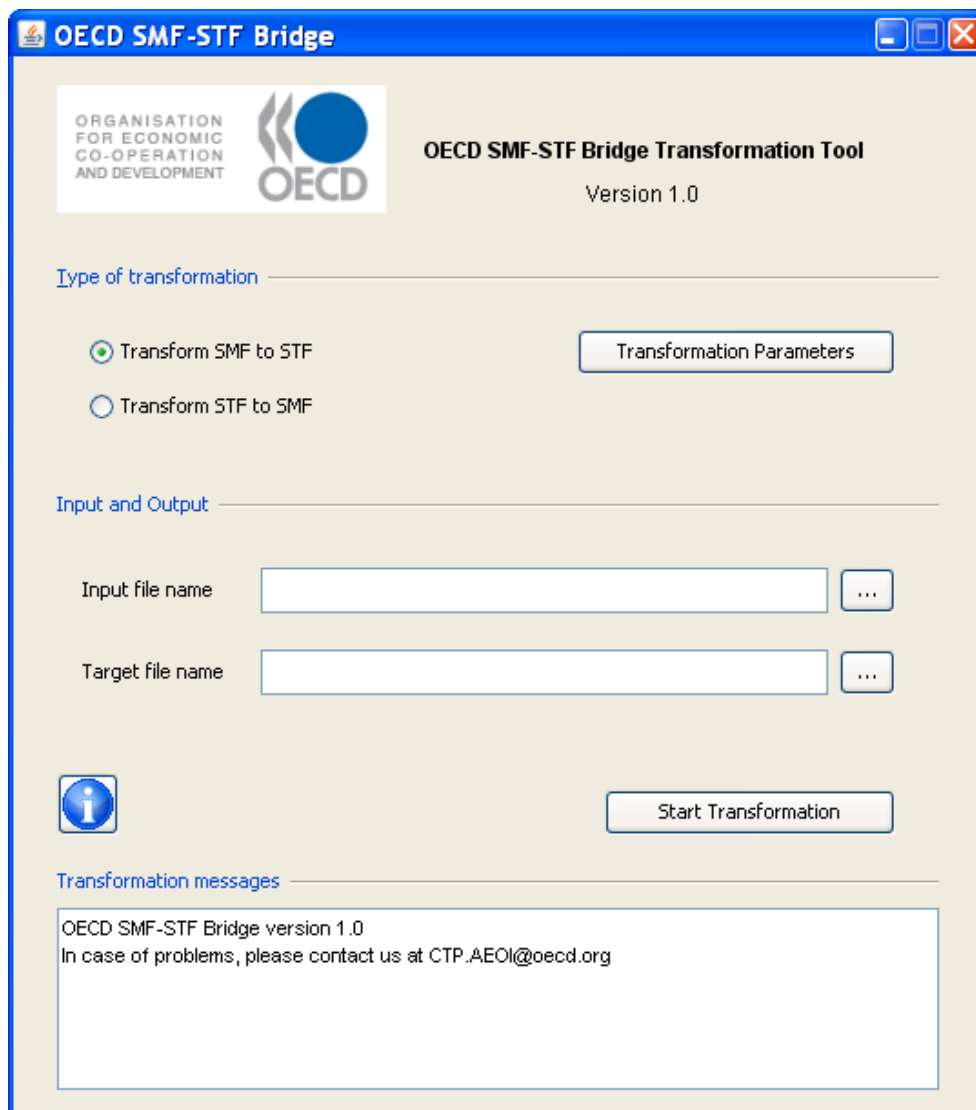 OECD SMF-STF Bridge
ORGANISATION
FOR ECONOMIC
CO-OPERATION
AND DEVELOPMENT
OECD
OECD SMF-STF Bridge Transformation Tool
Version 1.0
Type of transformation
Transform SMF to STF
Transformation Parameters
Transform STF to SMF
Input and Output
Input file name
...
Target file name
...
i
Start Transformation
Transformation messages
OECD SMF-STF Bridge version 1.0
In case of problems, please contact us at CTP.AEOI@oecd.org